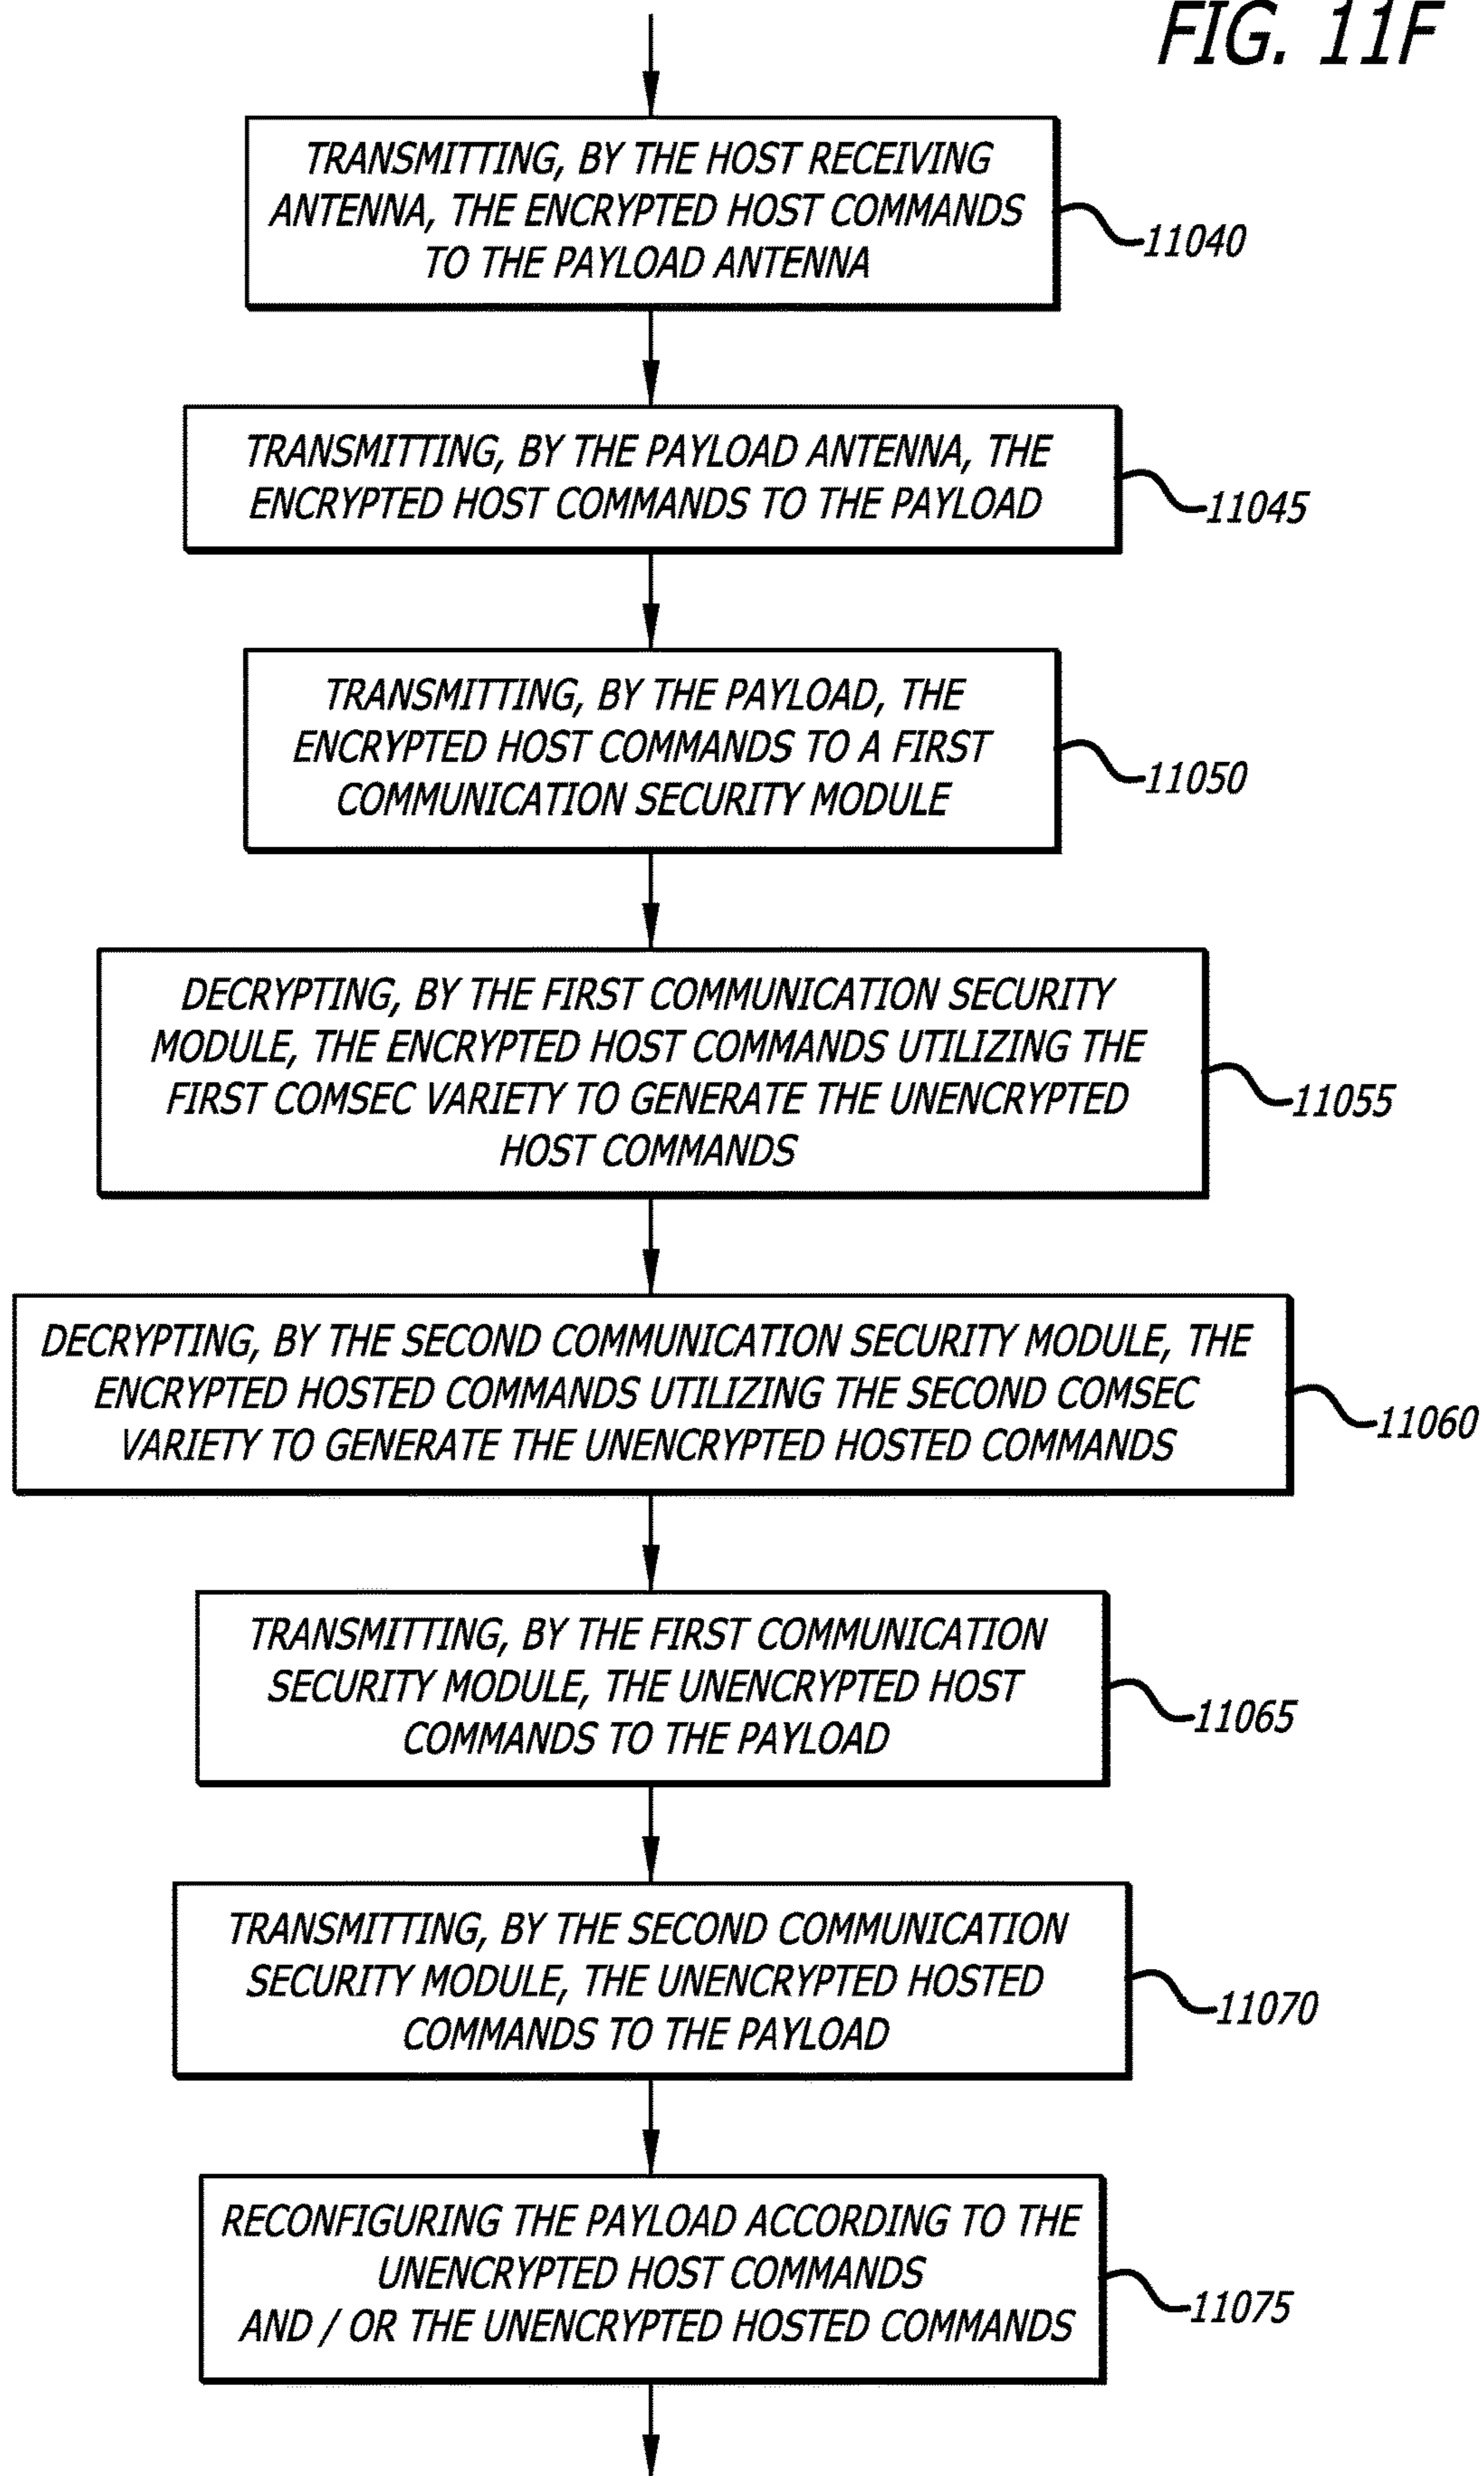 FIG. 11F
TRANSMITTING, BY THE HOST RECEIVING
ANTENNA, THE ENCRYPTED HOST COMMANDS
TO THE PAYLOAD ANTENNA
11040
TRANSMITTING, BY THE PAYLOAD ANTENNA, THE
ENCRYPTED HOST COMMANDS TO THE PAYLOAD
11045
TRANSMITTING, BY THE PAYLOAD, THE
ENCRYPTED HOST COMMANDS TO A FIRST
COMMUNICATION SECURITY MODULE
11050
DECRYPTING, BY THE FIRST COMMUNICATION SECURITY
MODULE, THE ENCRYPTED HOST COMMANDS UTILIZING THE
FIRST COMSEC VARIETY TO GENERATE THE UNENCRYPTED
HOST COMMANDS
11055
DECRYPTING, BY THE SECOND COMMUNICATION SECURITY MODULE, THE
ENCRYPTED HOSTED COMMANDS UTILIZING THE SECOND COMSEC
VARIETY TO GENERATE THE UNENCRYPTED HOSTED COMMANDS
11060
TRANSMITTING, BY THE FIRST COMMUNICATION
SECURITY MODULE, THE UNENCRYPTED HOST
COMMANDS TO THE PAYLOAD
11065
TRANSMITTING, BY THE SECOND COMMUNICATION
SECURITY MODULE, THE UNENCRYPTED HOSTED
COMMANDS TO THE PAYLOAD
11070
RECONFIGURING THE PAYLOAD ACCORDING TO THE
UNENCRYPTED HOST COMMANDS
AND / OR THE UNENCRYPTED HOSTED COMMANDS
11075